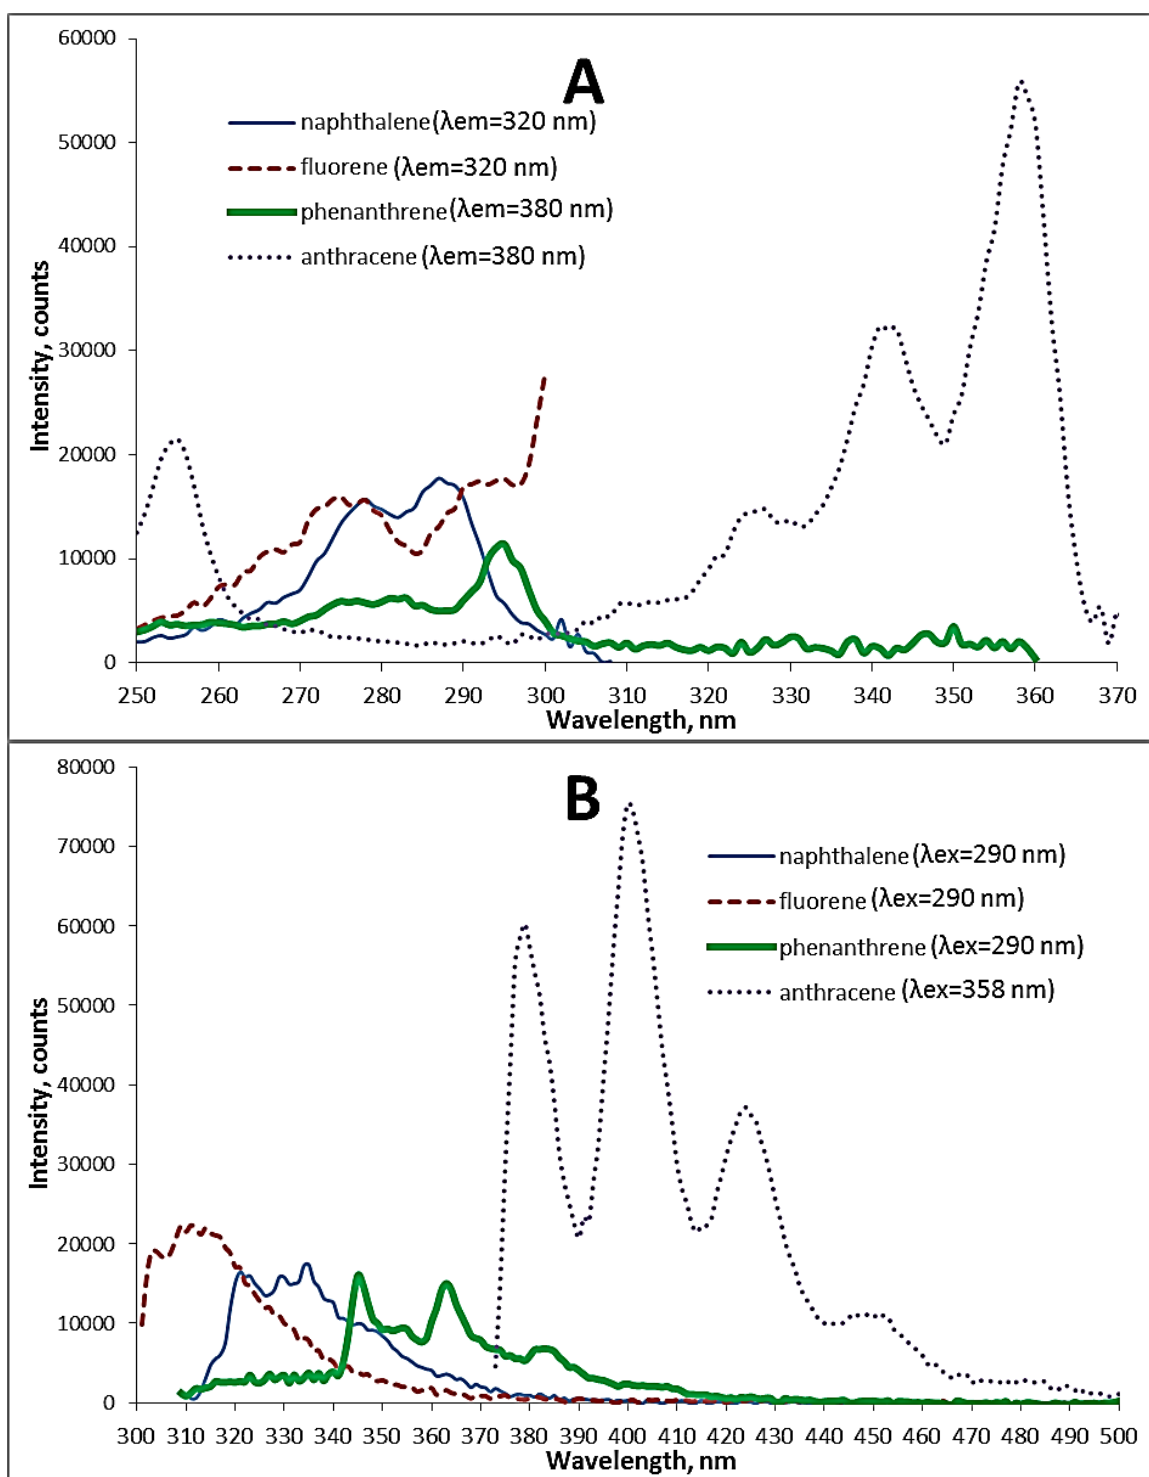 A
60000
50000
40000
30000
20000
10000
0
Intensity, counts
naphthalene(λem=320 nm)
fluorene (λem=320 nm)
phenanthrene(λem=380 nm)
anthracene (λem=380 nm)
250 260 270 280 290 300 310 320 330 340 350 360 370
Wavelength, nm
B
80000
70000
60000
50000
40000
30000
20000
10000
0
Intensity, counts
naphthalene (λex=290 nm)
fluorene (λex=290 nm)
phenanthrene (λex=290 nm)
anthracene (λex=358 nm)
300 310 320 330 340 350 360 370 380 390 400 410 420 430 440 450 460 470 480 490 500
Wavelength, nm